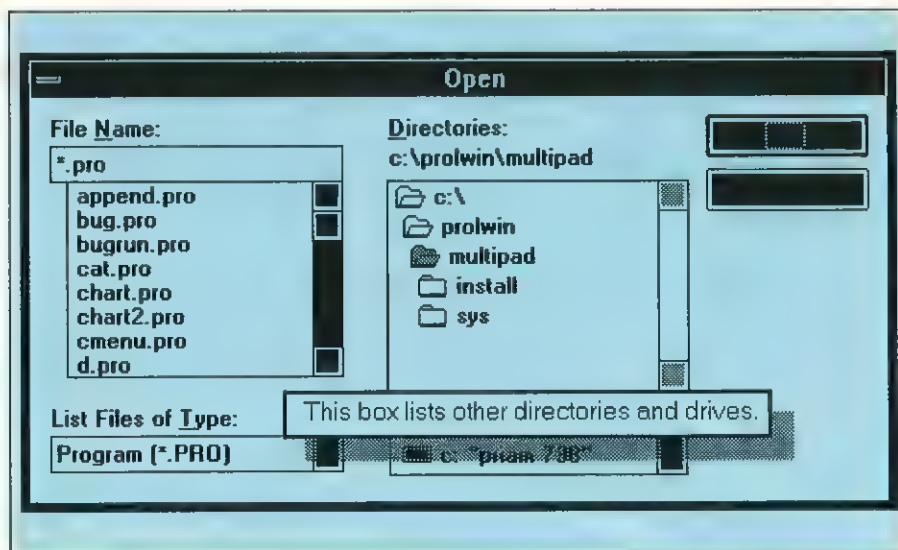 Open
File Name:
*.pro
append.pro
bug.pro
bugrun.pro
cat.pro
chart.pro
chart2.pro
cmenu.pro
d.pro
List Files of Type:
Program (*.PRO)
Directories:
c:\prolwin\multipad
c:\
prolwin
multipad
install
sys
This box lists other directories and drives.
c: